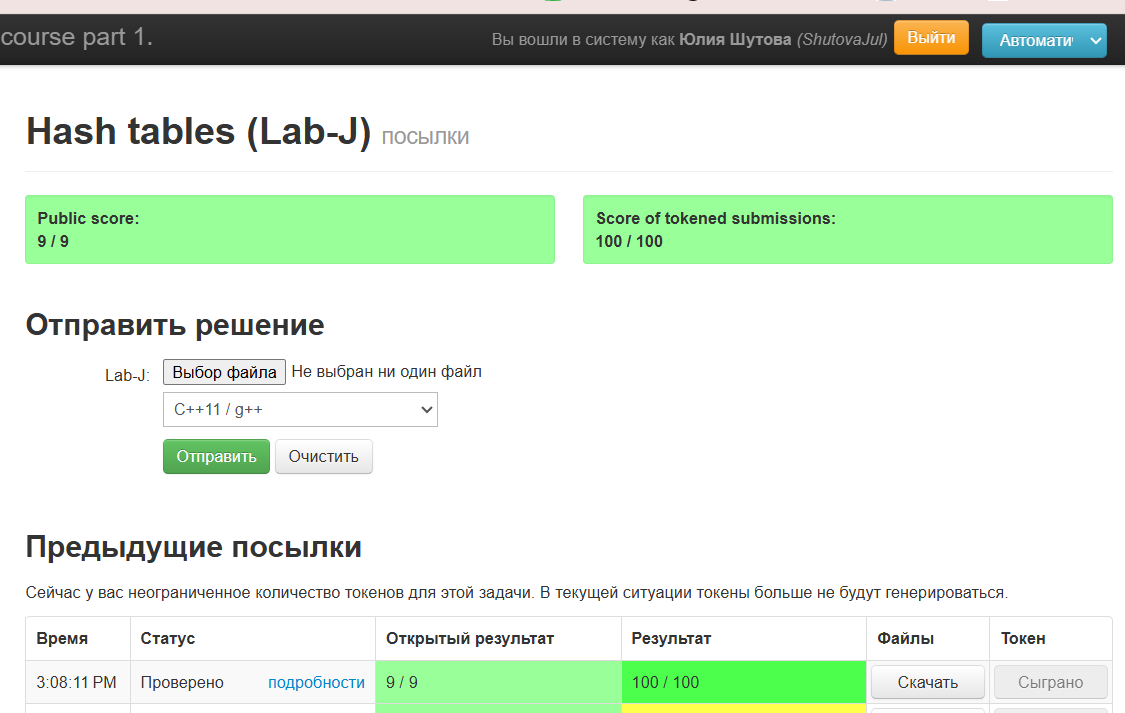 course part 1.
Вы вошли в систему как Юлия Шутова (ShutovaJul) Выйти Автомати
Hash tables (Lab-J) посылки
Public score:
9 / 9
Score of tokened submissions:
100 / 100
Отправить решение
Lab-J: Выбор файла Не выбран ни один файл
C++11 / g++
Отправить Очистить
Предыдущие посылки
Сейчас у вас неограниченное количество токенов для этой задачи. В текущей ситуации токены больше не будут генерироваться.
Время Статус Открытый результат Результат Файлы Токен
3:08:11 PM Проверено подробности 9 / 9 100 / 100 Скачать Сыграно